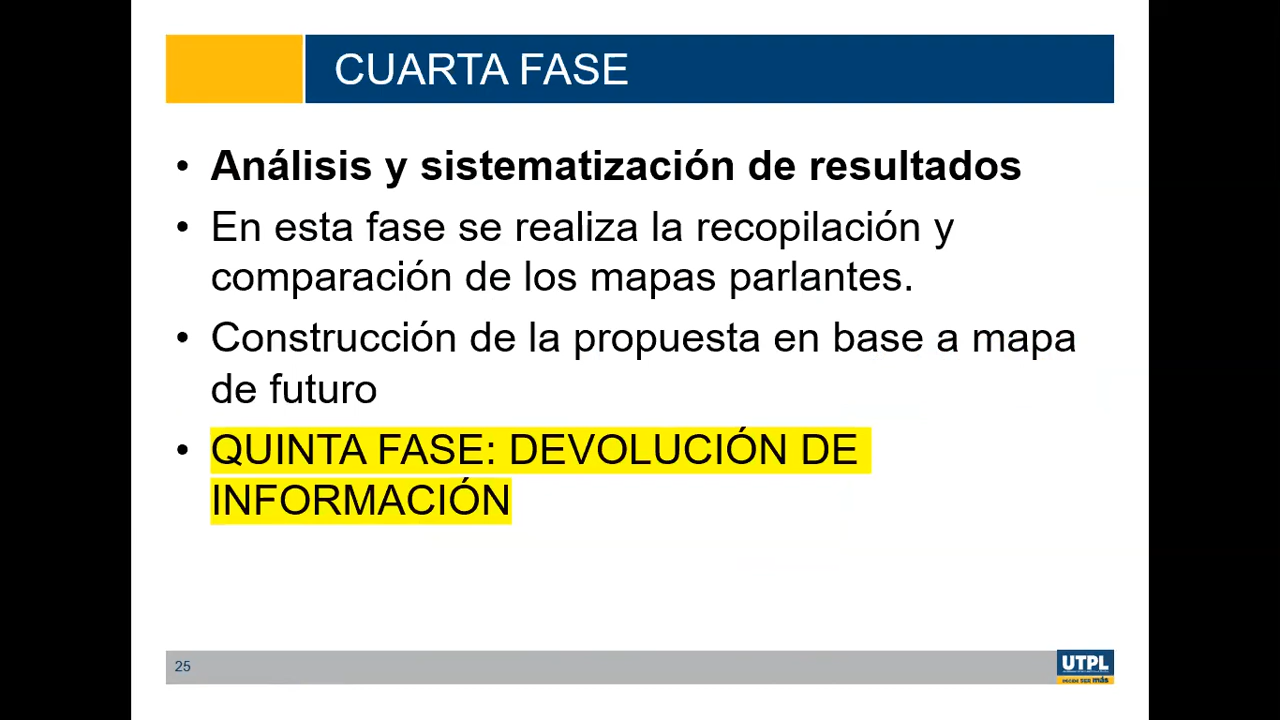 CUARTA FASE
• Análisis y sistematización de resultados
• En esta fase se realiza la recopilación y
comparación de los mapas parlantes.
• Construcción de la propuesta en base a mapa
de futuro
• QUINTA FASE: DEVOLUCIÓN DE
INFORMACIÓN
25
UTPL
más